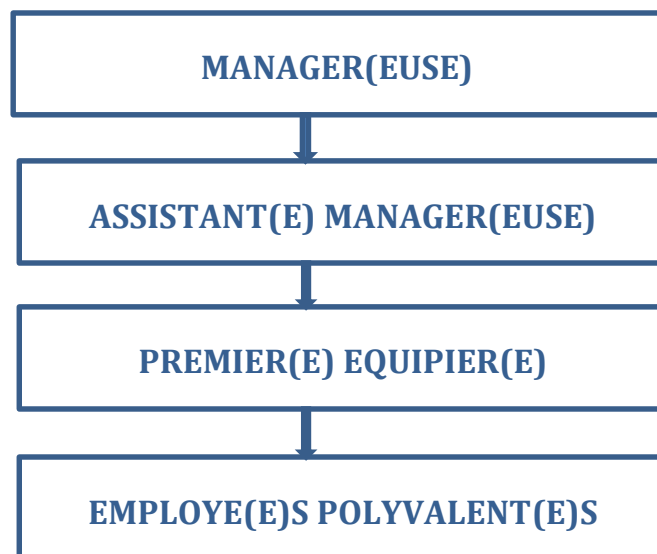 MANAGER(EUSE)
ASSISTANT(E) MANAGER(EUSE)
PREMIER(E) EQUIPIER(E)
EMPLOYE(E)S POLYVALENT(E)S